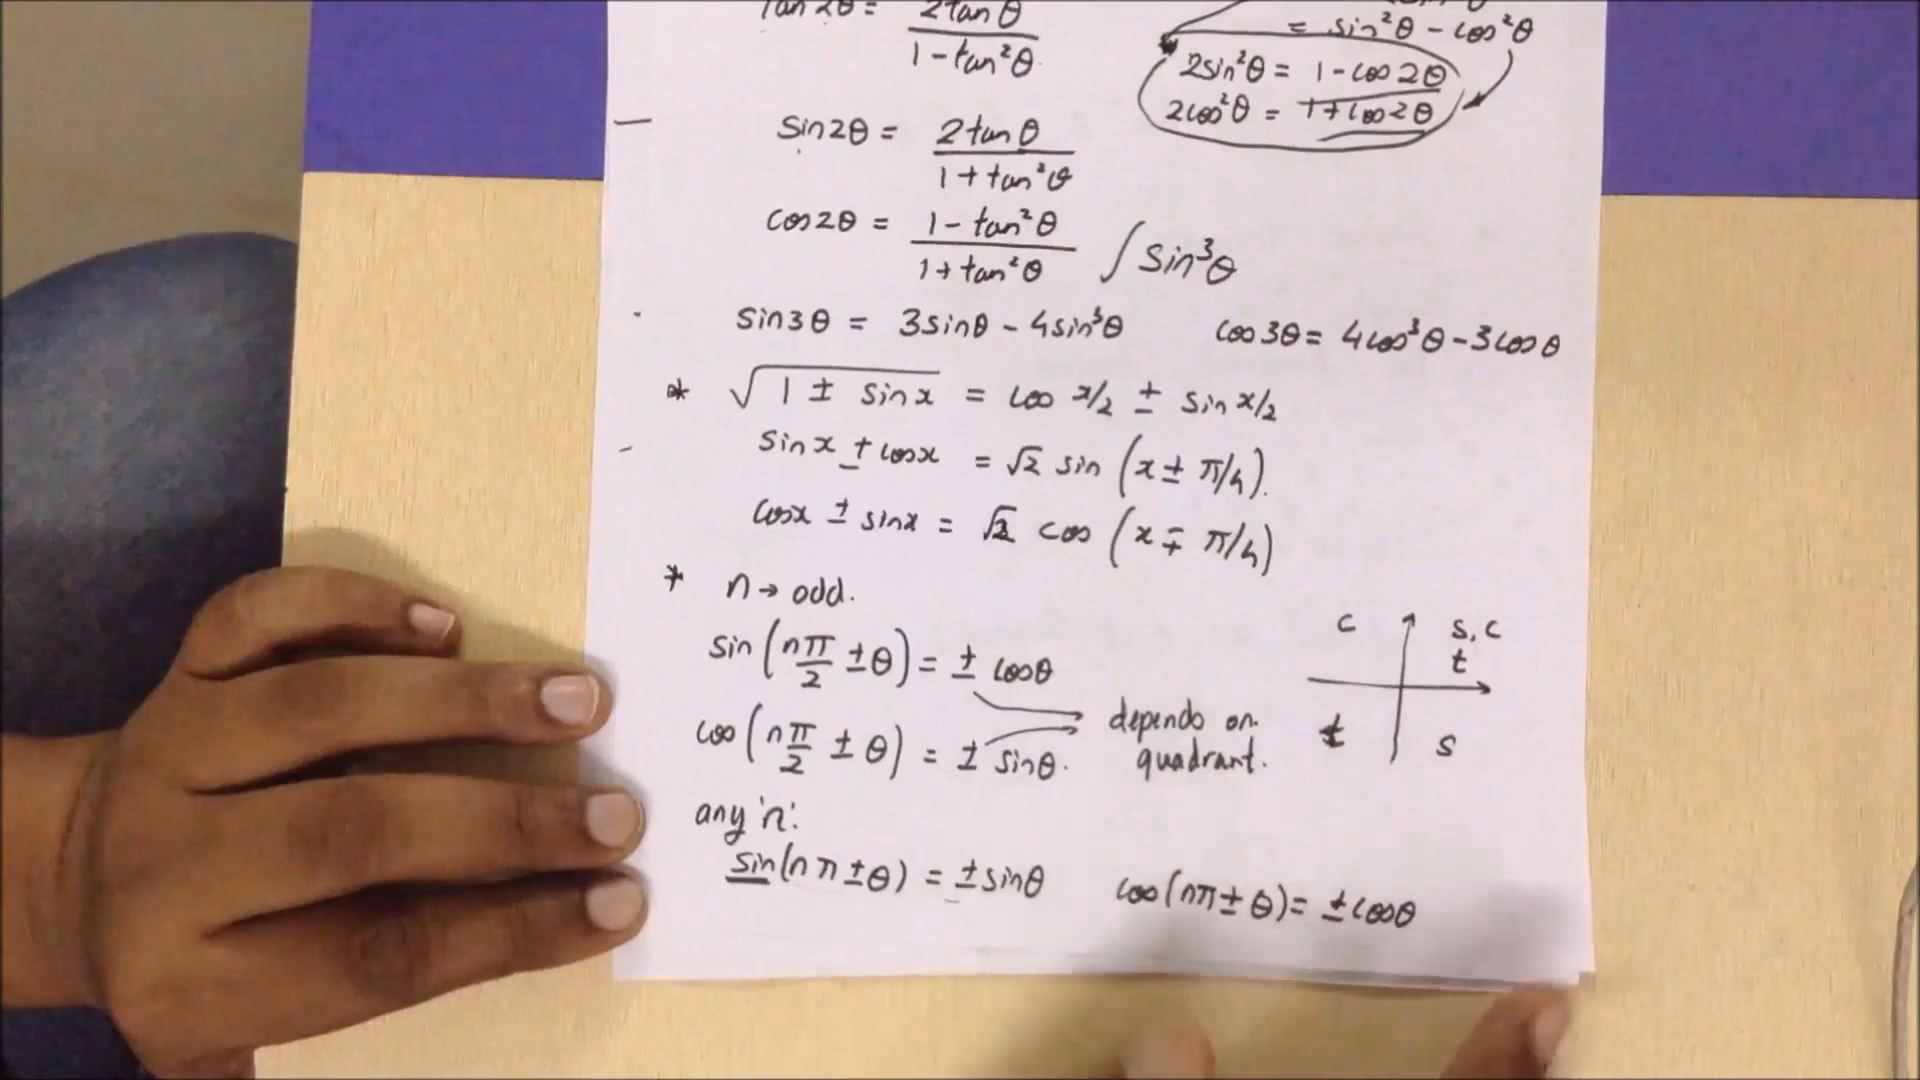 tan2θ = 2tanθ / 1 - tan²θ
= sin²θ - cos²θ
2sin²θ = 1 - cos2θ
2cos²θ = 1 + cos2θ
sin2θ = 2tanθ / 1 + tan²θ
cos2θ = 1 - tan²θ / 1 + tan²θ
∫ sin³θ
sin3θ = 3sinθ - 4sin³θ
cos3θ = 4cos³θ - 3cosθ
* √(1 ± sinx) = cos x/2 ± sin x/2
sinx ± cosx = √2 sin (x ± π/4).
cosx ± sinx = √2 cos (x ∓ π/4)
* n → odd.
sin(nπ/2 ± θ) = ± cosθ
cos(nπ/2 ± θ) = ± sinθ.
depends on
quadrant.
c
s, c
t
t
s
any 'n':
sin(nπ ± θ) = ± sinθ
cos(nπ ± θ) = ± cosθ